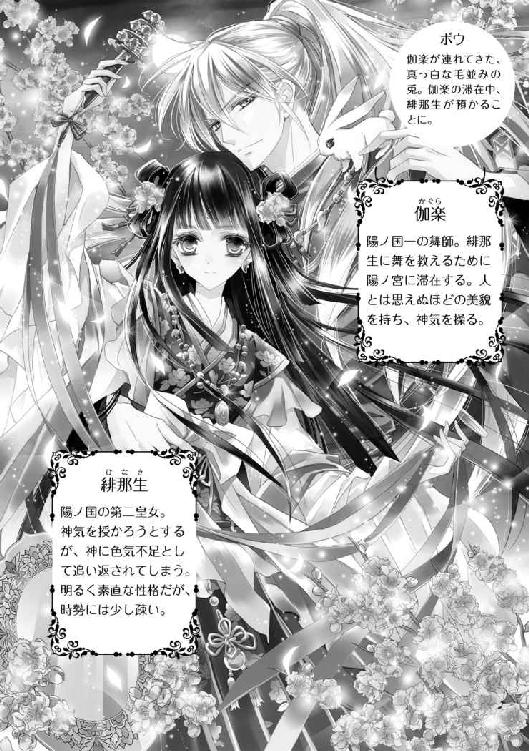 ボウ
伽楽が連れてきた、
真っ白な毛並みの
兎。伽楽の滞在中、
緋那生が預かるこ
とに。
かぐら
伽楽
陽ノ国一の舞師。緋那
生に舞を教えるために
陽ノ宮に滞在する。人
とは思えぬほどの美貌
を持ち、神気を操る。
ひなき
緋那生
陽ノ国の第二皇女。
神気を授かろうとする
が、神に色気不足とし
て追い返されてしまう。
明るく素直な性格だが、
時勢には少し疎い。